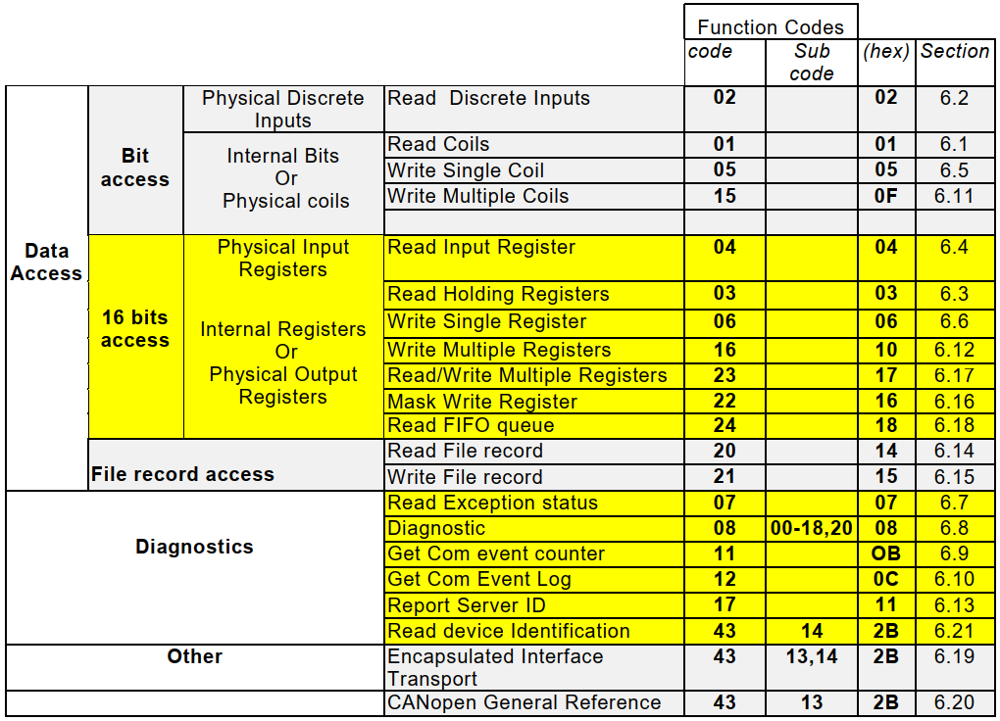 Function Codes
code Sub code (hex) Section
Data Access
Bit access
Physical Discrete Inputs
Read Discrete Inputs 02 02 6.2
Internal Bits Or Physical coils
Read Coils 01 01 6.1
Write Single Coil 05 05 6.5
Write Multiple Coils 15 0F 6.11
16 bits access
Physical Input Registers
Read Input Register 04 04 6.4
Internal Registers Or Physical Output Registers
Read Holding Registers 03 03 6.3
Write Single Register 06 06 6.6
Write Multiple Registers 16 10 6.12
Read/Write Multiple Registers 23 17 6.17
Mask Write Register 22 16 6.16
Read FIFO queue 24 18 6.18
File record access
Read File record 20 14 6.14
Write File record 21 15 6.15
Diagnostics
Read Exception status 07 07 6.7
Diagnostic 08 00-18,20 08 6.8
Get Com event counter 11 OB 6.9
Get Com Event Log 12 0C 6.10
Report Server ID 17 11 6.13
Read device Identification 43 14 2B 6.21
Other
Encapsulated Interface Transport 43 13,14 2B 6.19
CANopen General Reference 43 13 2B 6.20